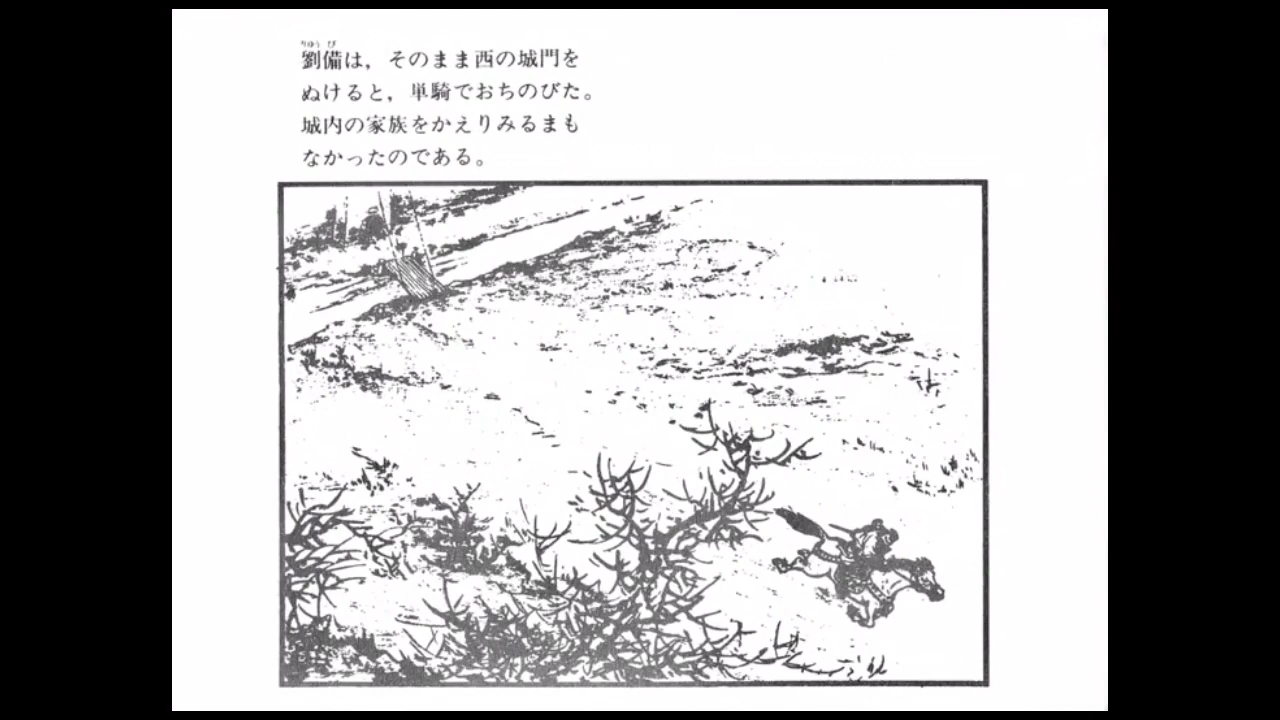 劉備は，そのまま西の城門を
ぬけると，単騎でおちのびた。
城内の家族をかえりみるまも
なかったのである。